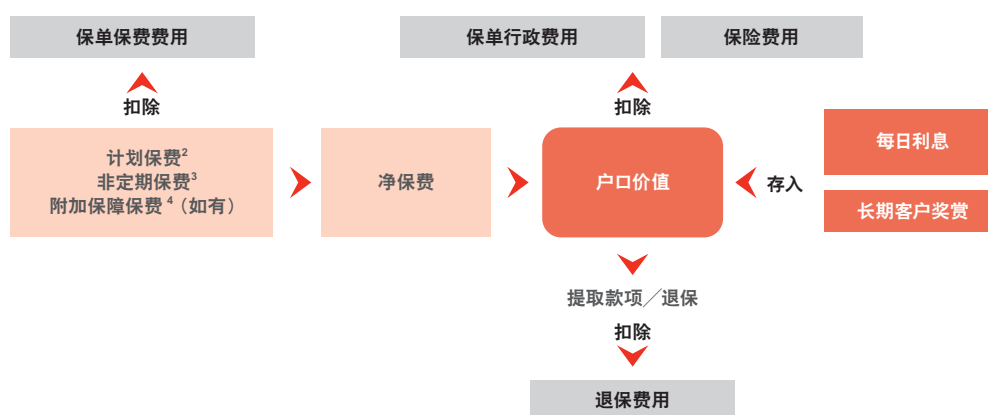 保单保费费用
保单行政费用
保险费用
扣除
扣除
计划保费2
非定期保费3
附加保障保费4（如有）
净保费
户口价值
存入
每日利息
长期客户奖赏
提取款项／退保
扣除
退保费用